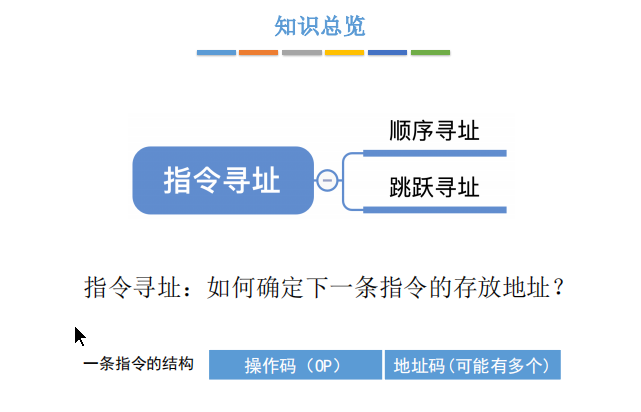 知识总览
顺序寻址
指令寻址
跳跃寻址
指令寻址：如何确定下一条指令的存放地址？
一条指令的结构 操作码（OP） 地址码(可能有多个)